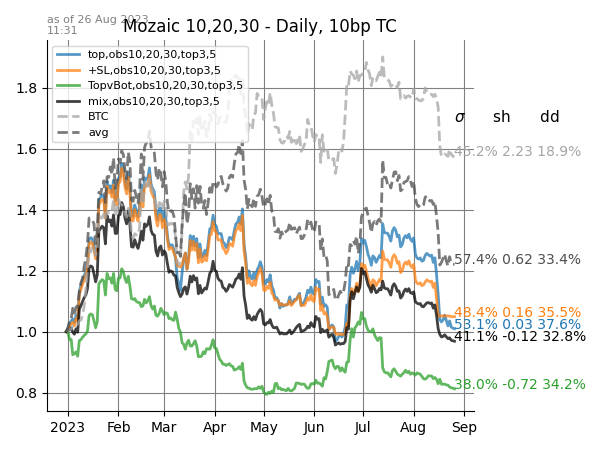 as of 26 Aug 2023
11:31
Mozaic 10,20,30 - Daily, 10bp TC
top,obs10,20,30,top3,5
+SL,obs10,20,30,top3,5
TopvBot,obs10,20,30,top3,5
mix,obs10,20,30,top3,5
BTC
avg
σ sh dd
45.2% 2.23 18.9%
57.4% 0.62 33.4%
48.4% 0.16 35.5%
53.1% 0.03 37.6%
41.1% -0.12 32.8%
38.0% -0.72 34.2%
1.8
1.6
1.4
1.2
1.0
0.8
2023 Feb Mar Apr May Jun Jul Aug Sep